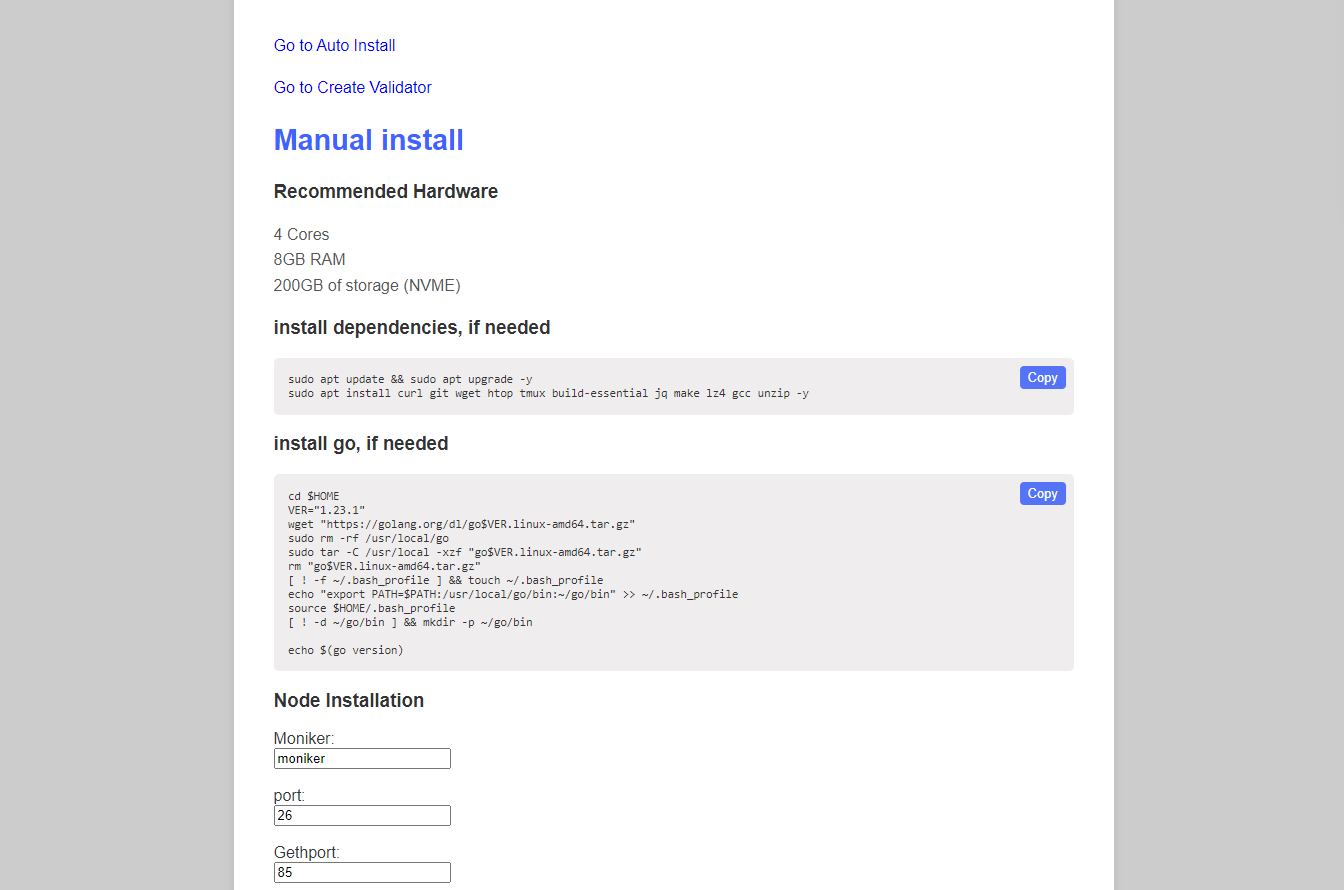 Go to Auto Install
Go to Create Validator
Manual install
Recommended Hardware
4 Cores
8GB RAM
200GB of storage (NVME)
install dependencies, if needed
Copy
sudo apt update && sudo apt upgrade -y
sudo apt install curl git wget htop tmux build-essential jq make lz4 gcc unzip -y
install go, if needed
Copy
cd $HOME
VER="1.23.1"
wget "https://golang.org/dl/go$VER.linux-amd64.tar.gz"
sudo rm -rf /usr/local/go
sudo tar -C /usr/local -xzf "go$VER.linux-amd64.tar.gz"
rm "go$VER.linux-amd64.tar.gz"
[ ! -f ~/.bash_profile ] && touch ~/.bash_profile
echo "export PATH=$PATH:/usr/local/go/bin:~/go/bin" >> ~/.bash_profile
source $HOME/.bash_profile
[ ! -d ~/go/bin ] && mkdir -p ~/go/bin
echo $(go version)
Node Installation
Moniker:
moniker
port:
26
Gethport:
85